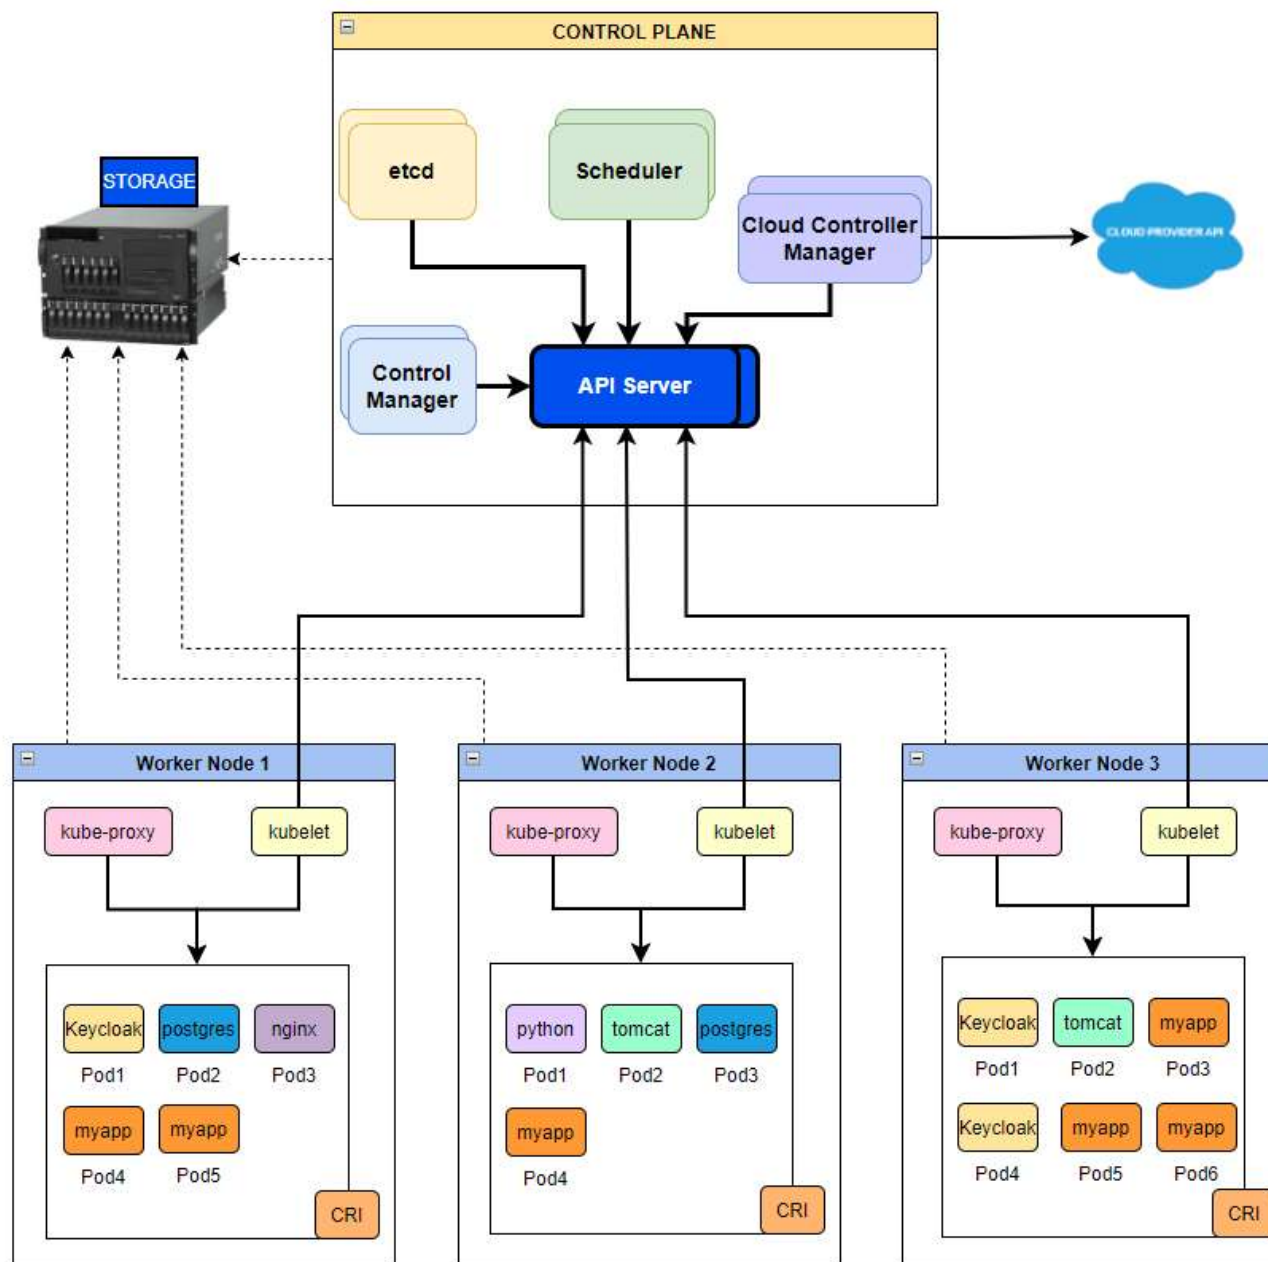 CONTROL PLANE
etcd
Scheduler
STORAGE
Cloud Controller
Manager
CLOUD PROVIDER API
Control
Manager
API Server
Worker Node 1
kube-proxy
kubelet
Keycloak
postgres
nginx
Pod1
Pod2
Pod3
myapp
myapp
Pod4
Pod5
CRI
Worker Node 2
kube-proxy
kubelet
python
tomcat
postgres
Pod1
Pod2
Pod3
myapp
Pod4
CRI
Worker Node 3
kube-proxy
kubelet
Keycloak
tomcat
myapp
Pod1
Pod2
Pod3
Keycloak
myapp
myapp
Pod4
Pod5
Pod6
CRI